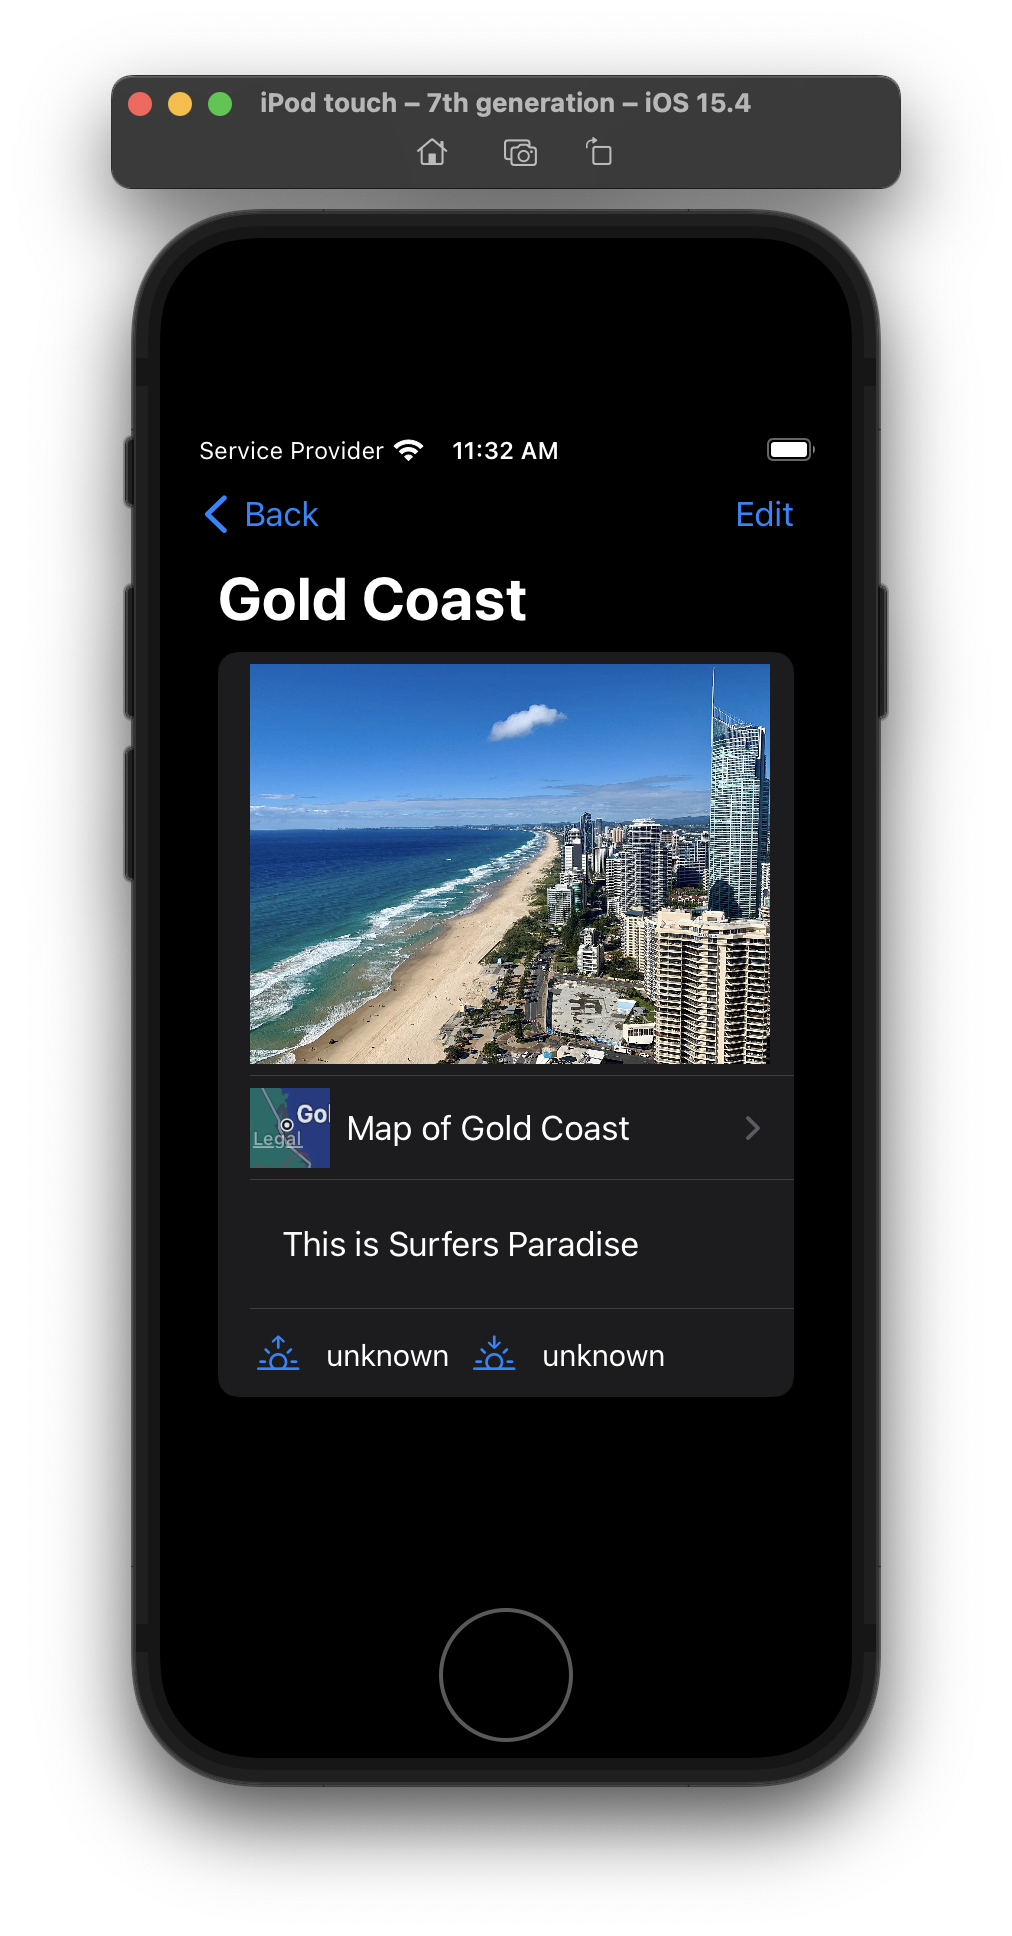 iPod touch – 7th generation – iOS 15.4
Service Provider 11:32 AM
Back Edit
Gold Coast
Gol
Legal
Map of Gold Coast
This is Surfers Paradise
unknown unknown